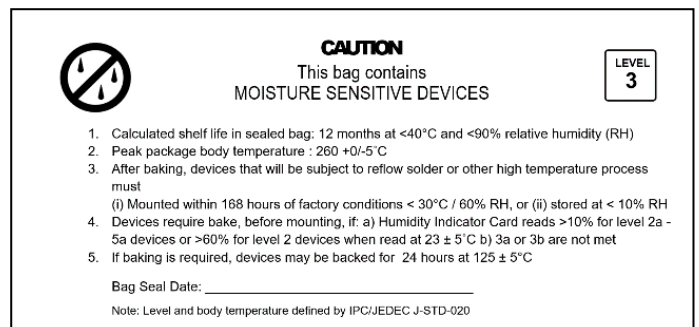 CAUTION
This bag contains
MOISTURE SENSITIVE DEVICES
LEVEL
3
1. Calculated shelf life in sealed bag: 12 months at <40°C and <90% relative humidity (RH)
2. Peak package body temperature : 260 +0/-5˚C
3. After baking, devices that will be subject to reflow solder or other high temperature process
must
(i) Mounted within 168 hours of factory conditions < 30°C / 60% RH, or (ii) stored at < 10% RH
4. Devices require bake, before mounting, if: a) Humidity Indicator Card reads >10% for level 2a -
5a devices or >60% for level 2 devices when read at 23 ± 5˚C b) 3a or 3b are not met
5. If baking is required, devices may be backed for 24 hours at 125 ± 5°C
Bag Seal Date: ______________________________
Note: Level and body temperature defined by IPC/JEDEC J-STD-020